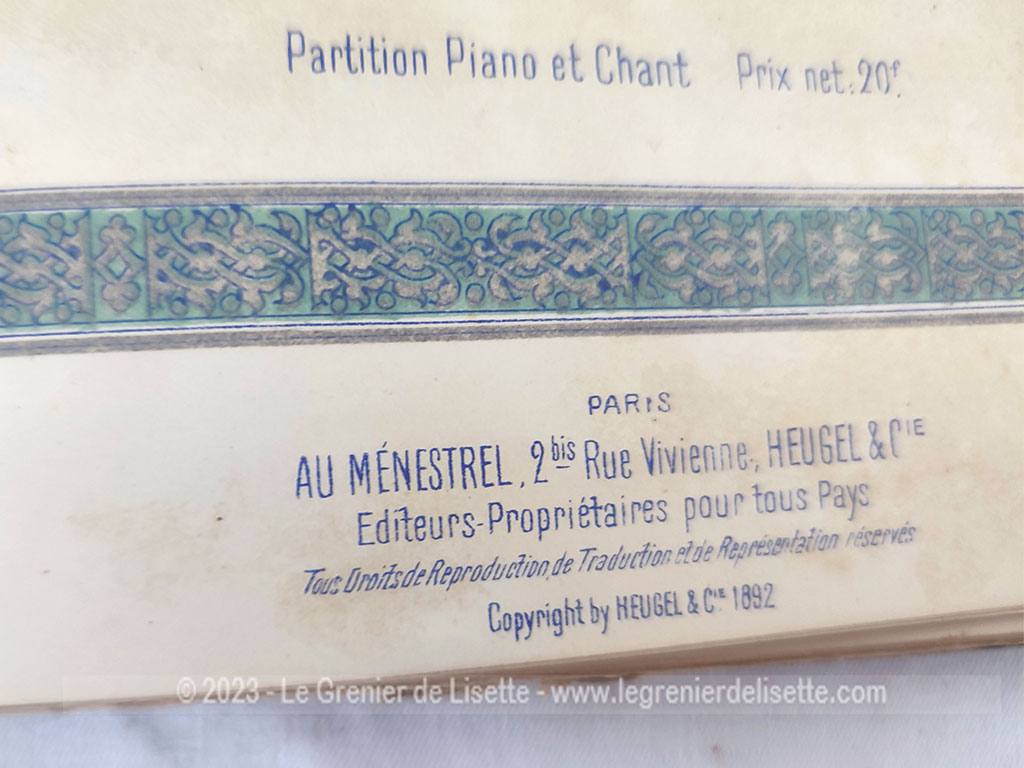 Partition Piano et Chant Prix net: 20f.
PARIS
AU MÉNESTREL, 2bis Rue Vivienne, HEUGEL & CIE
Editeurs-Propriétaires pour tous Pays
Tous Droits de Reproduction, de Traduction et de Représentation réservés
Copyright by HEUGEL & CIE 1892
© 2023 - Le Grenier de Lisette - www.legrenierdelisette.com